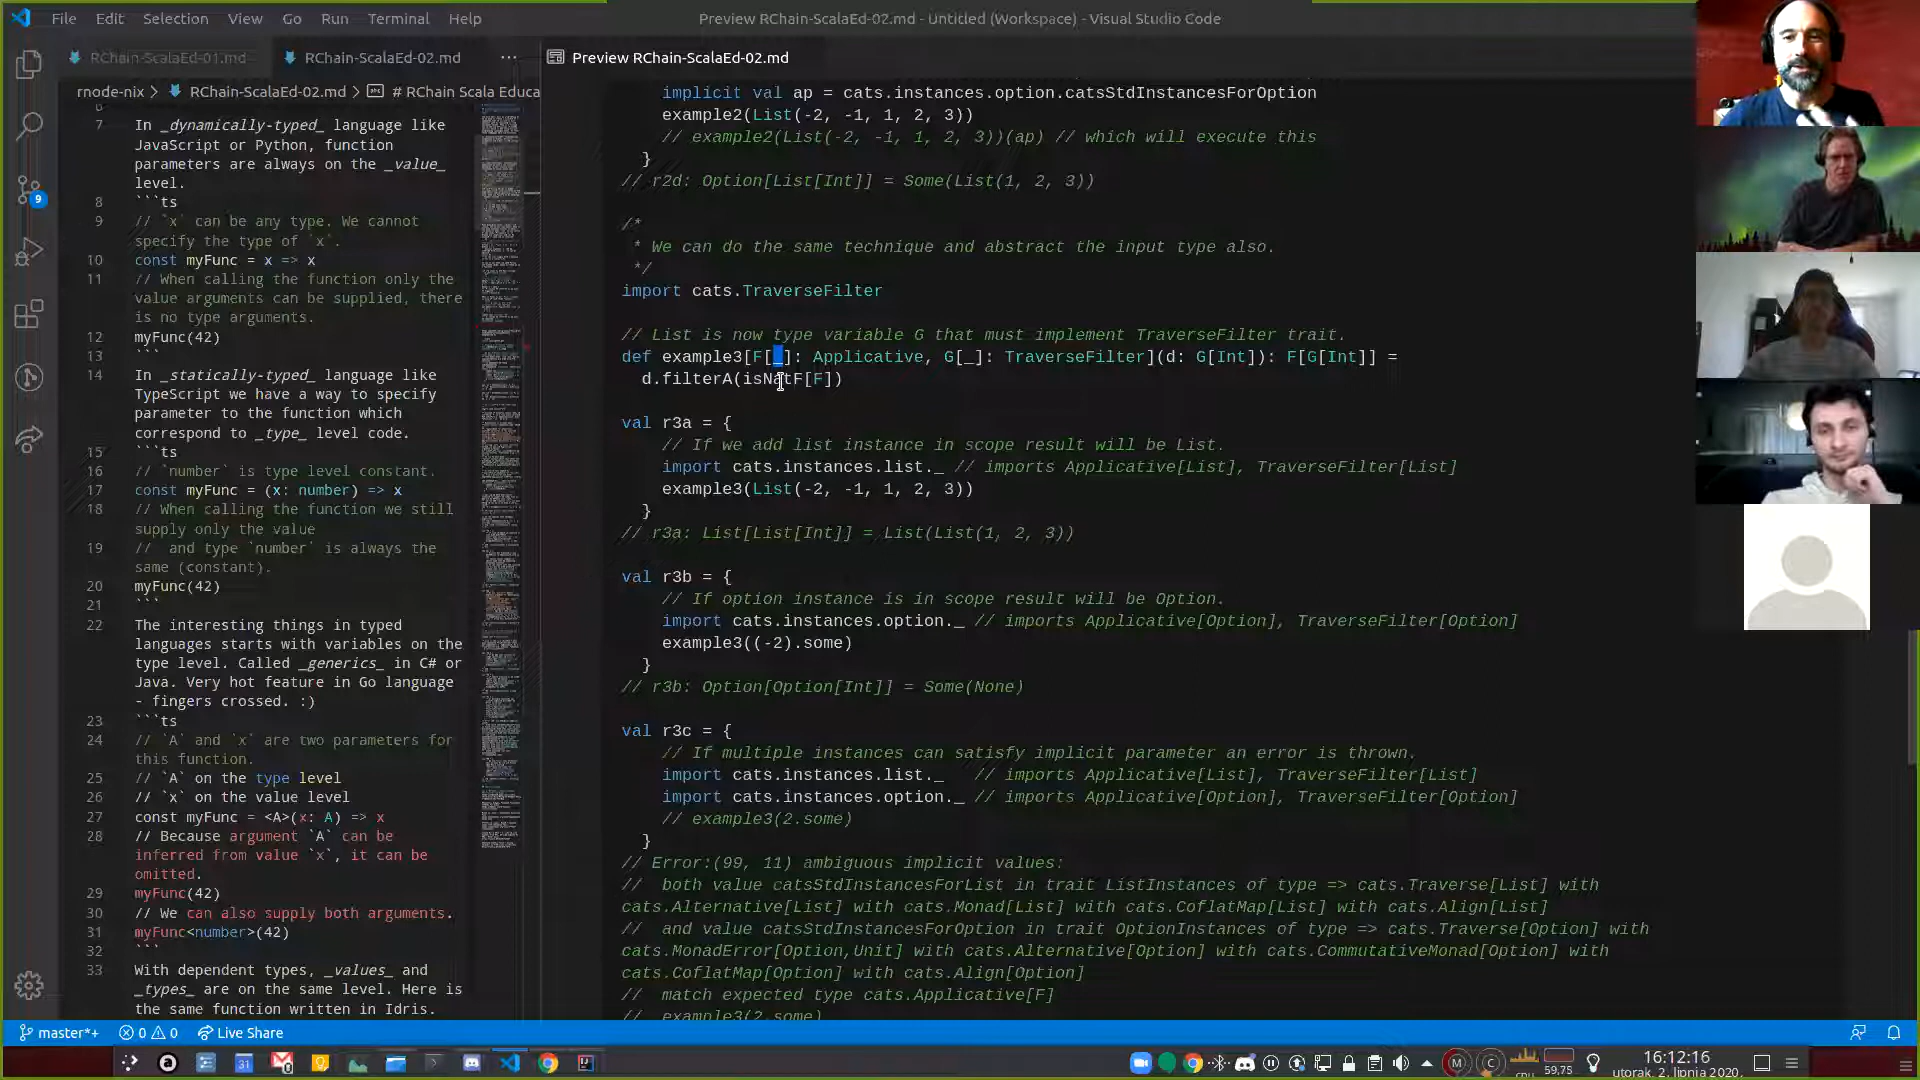 File Edit Selection View Go Run Terminal Help
Preview RChain-ScalaEd-02.md - Untitled (Workspace) - Visual Studio Code
RChain-ScalaEd-01.md
RChain-ScalaEd-02.md
...
rnode-nix > RChain-ScalaEd-02.md > # RChain Scala Educa
6
7 In _dynamically-typed_ language like
JavaScript or Python, function
parameters are always on the _value_
level.
8 ```ts
9 // `x` can be any type. We cannot
specify the type of `x`.
10 const myFunc = x => x
11 // When calling the function only the
value arguments can be supplied, there
is no type arguments.
12 myFunc(42)
13 ```
14 In _statically-typed_ language like
TypeScript we have a way to specify
parameter to the function which
correspond to _type_ level code.
15 ```ts
16 // `number` is type level constant.
17 const myFunc = (x: number) => x
18 // When calling the function we still
supply only the value
19 //  and type `number` is always the
same (constant).
20 myFunc(42)
21 ```
22 The interesting things in typed
languages starts with variables on the
type level. Called _generics_ in C# or
Java. Very hot feature in Go language
- fingers crossed. :)
23 ```ts
24 // `A` and `x` are two parameters for
this function.
25 // `A` on the type level
26 // `x` on the value level
27 const myFunc = <A>(x: A) => x
28 // Because argument `A` can be
inferred from value `x`, it can be
omitted.
29 myFunc(42)
30 // We can also supply both arguments.
31 myFunc<number>(42)
32 ```
33 With dependent types, _values_ and
_types_ are on the same level. Here is
the same function written in Idris.
Preview RChain-ScalaEd-02.md
implicit val ap = cats.instances.option.catsStdInstancesForOption
example2(List(-2, -1, 1, 2, 3))
// example2(List(-2, -1, 1, 2, 3))(ap) // which will execute this
}
// r2d: Option[List[Int]] = Some(List(1, 2, 3))
/*
* We can do the same technique and abstract the input type also.
*/
import cats.TraverseFilter
// List is now type variable G that must implement TraverseFilter trait.
def example3[F[_]: Applicative, G[_]: TraverseFilter](d: G[Int]): F[G[Int]] =
d.filterA(isNatF[F])
val r3a = {
// If we add list instance in scope result will be List.
import cats.instances.list._ // imports Applicative[List], TraverseFilter[List]
example3(List(-2, -1, 1, 2, 3))
}
// r3a: List[List[Int]] = List(List(1, 2, 3))
val r3b = {
// If option instance is in scope result will be Option.
import cats.instances.option._ // imports Applicative[Option], TraverseFilter[Option]
example3((-2).some)
}
// r3b: Option[Option[Int]] = Some(None)
val r3c = {
// If multiple instances can satisfy implicit parameter an error is thrown.
import cats.instances.list._   // imports Applicative[List], TraverseFilter[List]
import cats.instances.option._ // imports Applicative[Option], TraverseFilter[Option]
// example3(2.some)
}
// Error:(99, 11) ambiguous implicit values:
//  both value catsStdInstancesForList in trait ListInstances of type => cats.Traverse[List] with
cats.Alternative[List] with cats.Monad[List] with cats.CoflatMap[List] with cats.Align[List]
//  and value catsStdInstancesForOption in trait OptionInstances of type => cats.Traverse[Option] with
cats.MonadError[Option,Unit] with cats.Alternative[Option] with cats.CommutativeMonad[Option] with
cats.CoflatMap[Option] with cats.Align[Option]
//  match expected type cats.Applicative[F]
//  example3(2.some)
9
master*+ 0 0 Live Share
31
0
M C
CPU 59,75
16:12:16
utorak, 2. lipnja 2020.